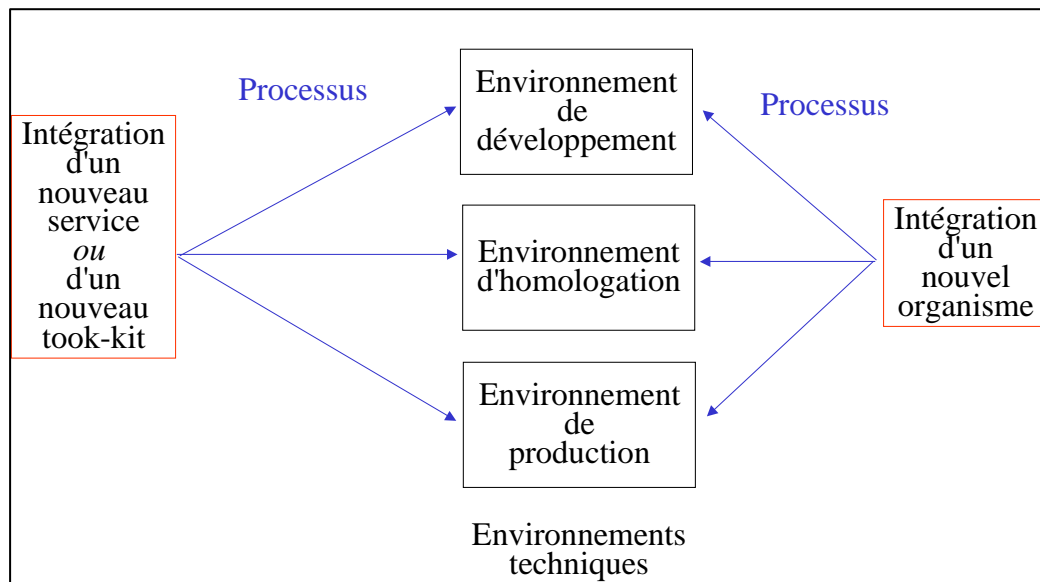 Processus
Intégration
d'un
nouveau
service
ou
d'un
nouveau
took-kit
Environnement
de
développement
Environnement
d'homologation
Environnement
de
production
Environnements
techniques
Processus
Intégration
d'un
nouvel
organisme